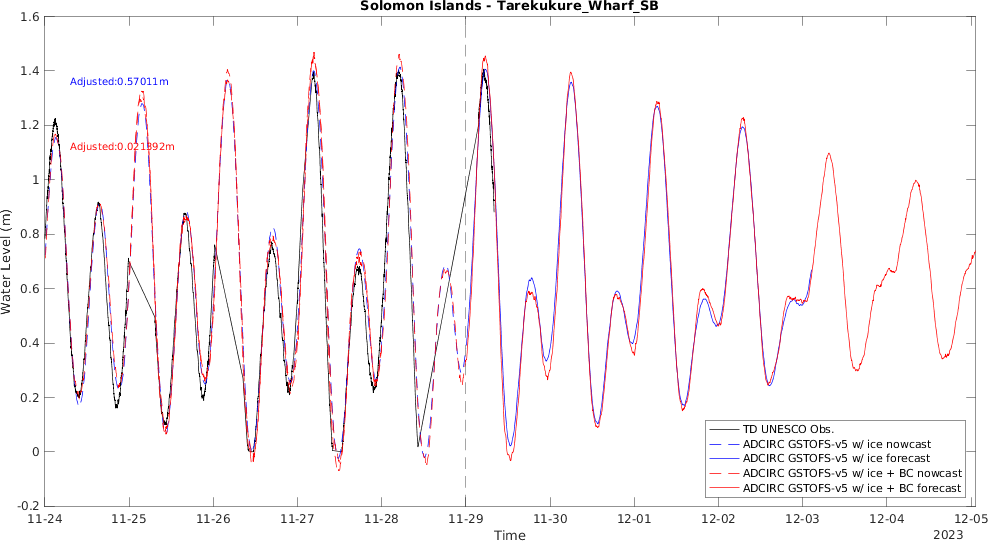 Solomon Islands - Tarekukure_Wharf_SB
1.6
1.4
1.2
1
0.8
0.6
0.4
0.2
0
-0.2
Water Level (m)
Adjusted:0.57011m
Adjusted:0.021392m
TD UNESCO Obs.
ADCIRC GSTOFS-v5 w/ ice nowcast
ADCIRC GSTOFS-v5 w/ ice forecast
ADCIRC GSTOFS-v5 w/ ice + BC nowcast
ADCIRC GSTOFS-v5 w/ ice + BC forecast
11-24 11-25 11-26 11-27 11-28 11-29 11-30 12-01 12-02 12-03 12-04 12-05
Time
2023